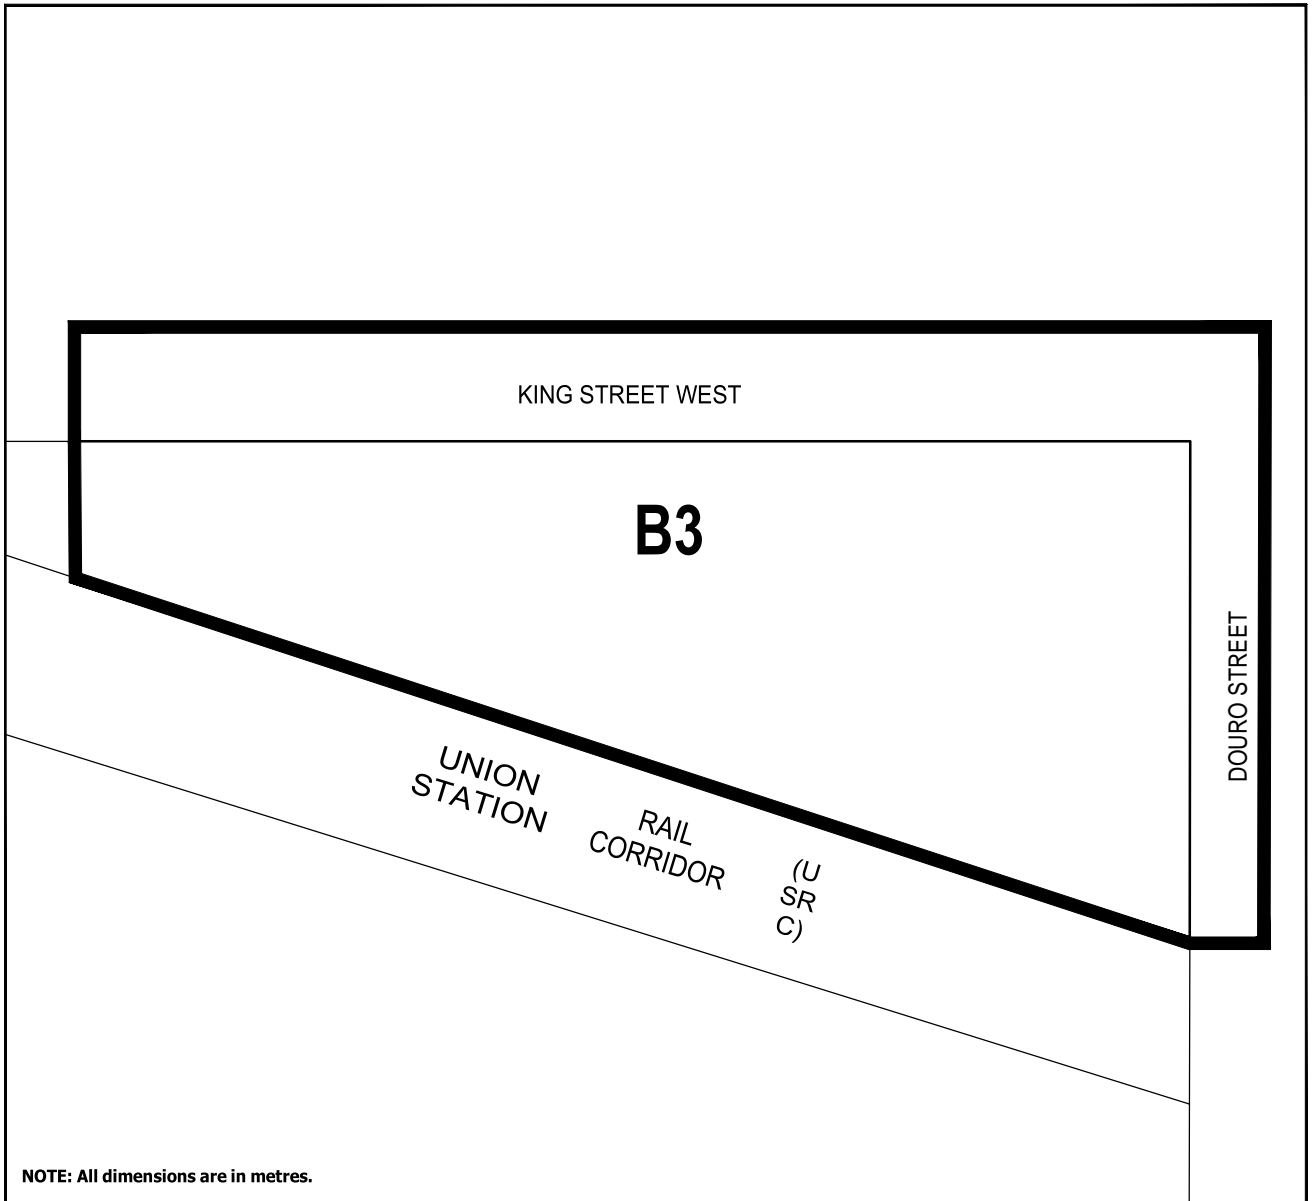 KING STREET WEST
B3
DOURO STREET
UNION
STATION
RAIL
CORRIDOR
(U
SR
C)
NOTE: All dimensions are in metres.